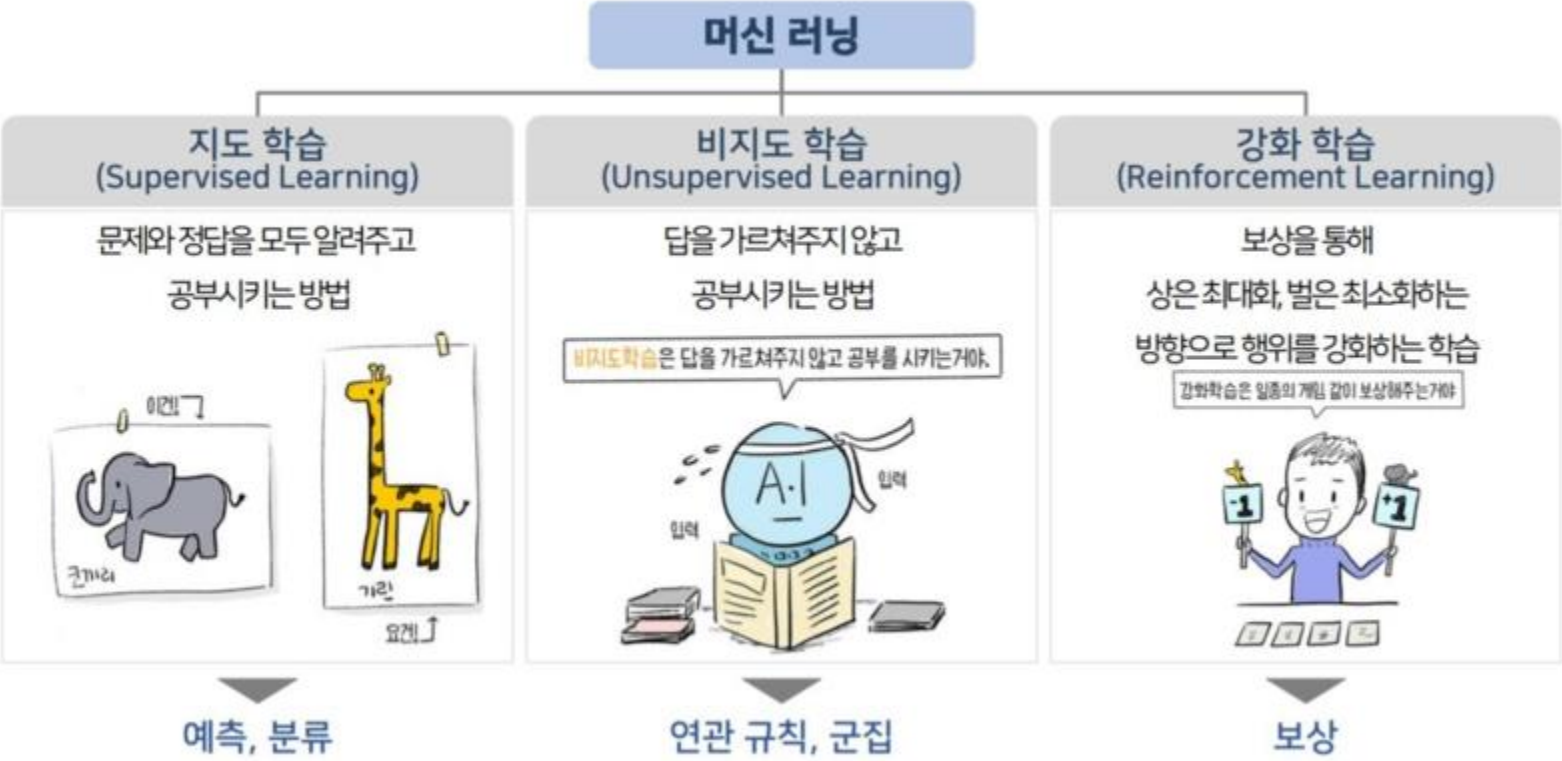 머신 러닝
지도 학습
(Supervised Learning)
문제와 정답을 모두 알려주고
공부시키는 방법
이건!
코끼리
기린
요건!
예측, 분류
비지도 학습
(Unsupervised Learning)
답을 가르쳐주지 않고
공부시키는 방법
비지도학습은 답을 가르쳐주지 않고 공부를 시키는거야.
A.I
입력
입력
연관 규칙, 군집
강화 학습
(Reinforcement Learning)
보상을 통해
상은 최대화, 벌은 최소화하는
방향으로 행위를 강화하는 학습
강화학습은 일종의 게임 같이 보상해주는거야
-1
+1
보상